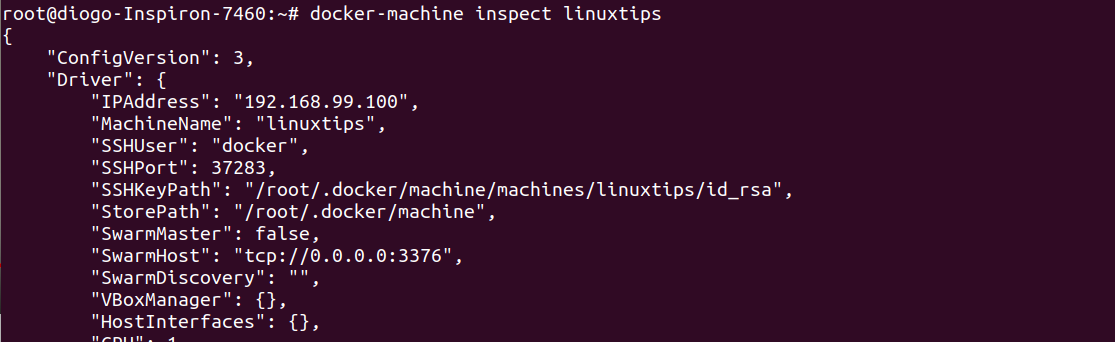 root@diogo-Inspiron-7460:~# docker-machine inspect linuxtips
{
    "ConfigVersion": 3,
    "Driver": {
        "IPAddress": "192.168.99.100",
        "MachineName": "linuxtips",
        "SSHUser": "docker",
        "SSHPort": 37283,
        "SSHKeyPath": "/root/.docker/machine/machines/linuxtips/id_rsa",
        "StorePath": "/root/.docker/machine",
        "SwarmMaster": false,
        "SwarmHost": "tcp://0.0.0.0:3376",
        "SwarmDiscovery": "",
        "VBoxManager": {},
        "HostInterfaces": {},
        "CPU": 1